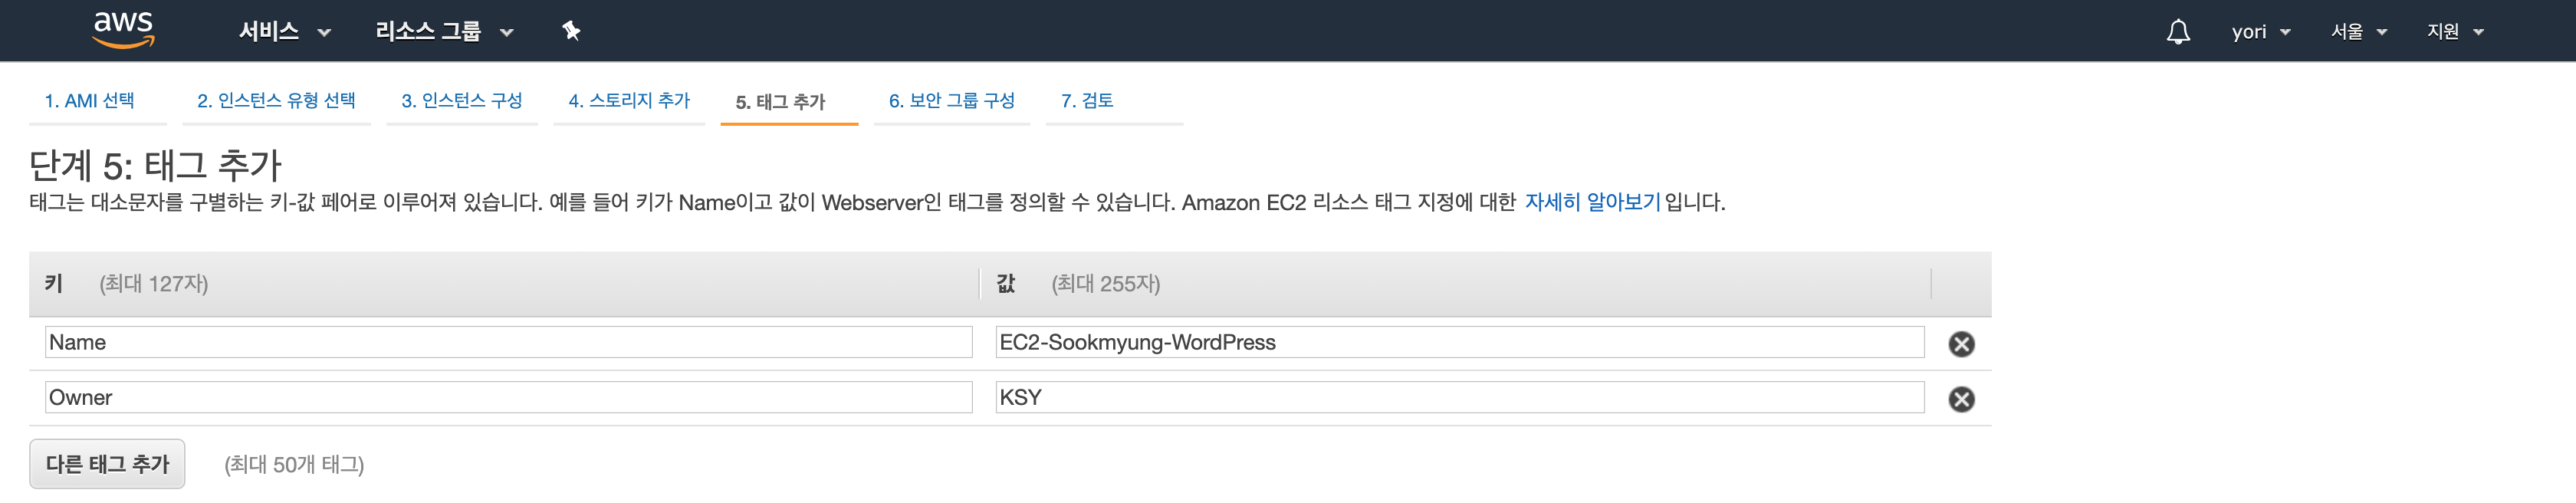 aws 서비스 리소스 그룹 yori 서울 지원
1. AMI 선택 2. 인스턴스 유형 선택 3. 인스턴스 구성 4. 스토리지 추가 5. 태그 추가 6. 보안 그룹 구성 7. 검토
단계 5: 태그 추가
태그는 대소문자를 구별하는 키-값 페어로 이루어져 있습니다. 예를 들어 키가 Name이고 값이 Webserver인 태그를 정의할 수 있습니다. Amazon EC2 리소스 태그 지정에 대한 자세히 알아보기 입니다.
키 (최대 127자) 값 (최대 255자)
Name EC2-Sookmyung-WordPress
Owner KSY
다른 태그 추가 (최대 50개 태그)